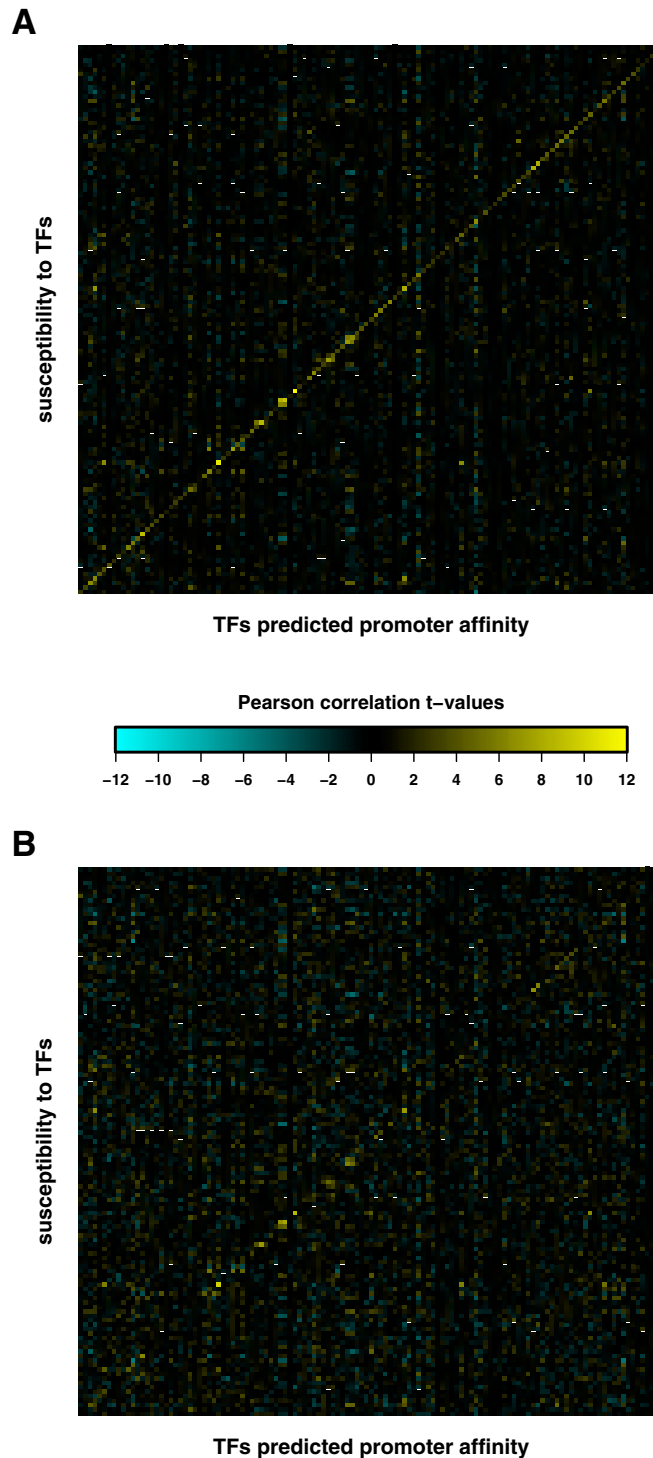 A
susceptibility to TFs
TFs predicted promoter affinity
Pearson correlation t−values
−12 −10 −8 −6 −4 −2 0 2 4 6 8 10 12
B
susceptibility to TFs
TFs predicted promoter affinity